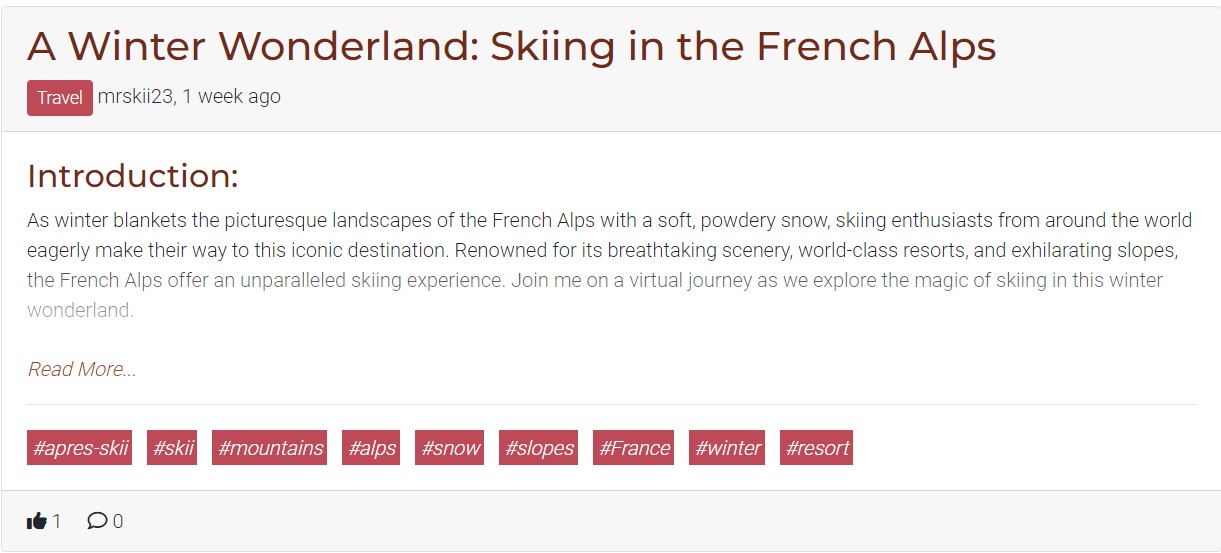 A Winter Wonderland: Skiing in the French Alps
Travel mrskii23, 1 week ago
Introduction:
As winter blankets the picturesque landscapes of the French Alps with a soft, powdery snow, skiing enthusiasts from around the world
eagerly make their way to this iconic destination. Renowned for its breathtaking scenery, world-class resorts, and exhilarating slopes,
the French Alps offer an unparalleled skiing experience. Join me on a virtual journey as we explore the magic of skiing in this winter
wonderland.
Read More...
#apres-skii #skii #mountains #alps #snow #slopes #France #winter #resort
1 0